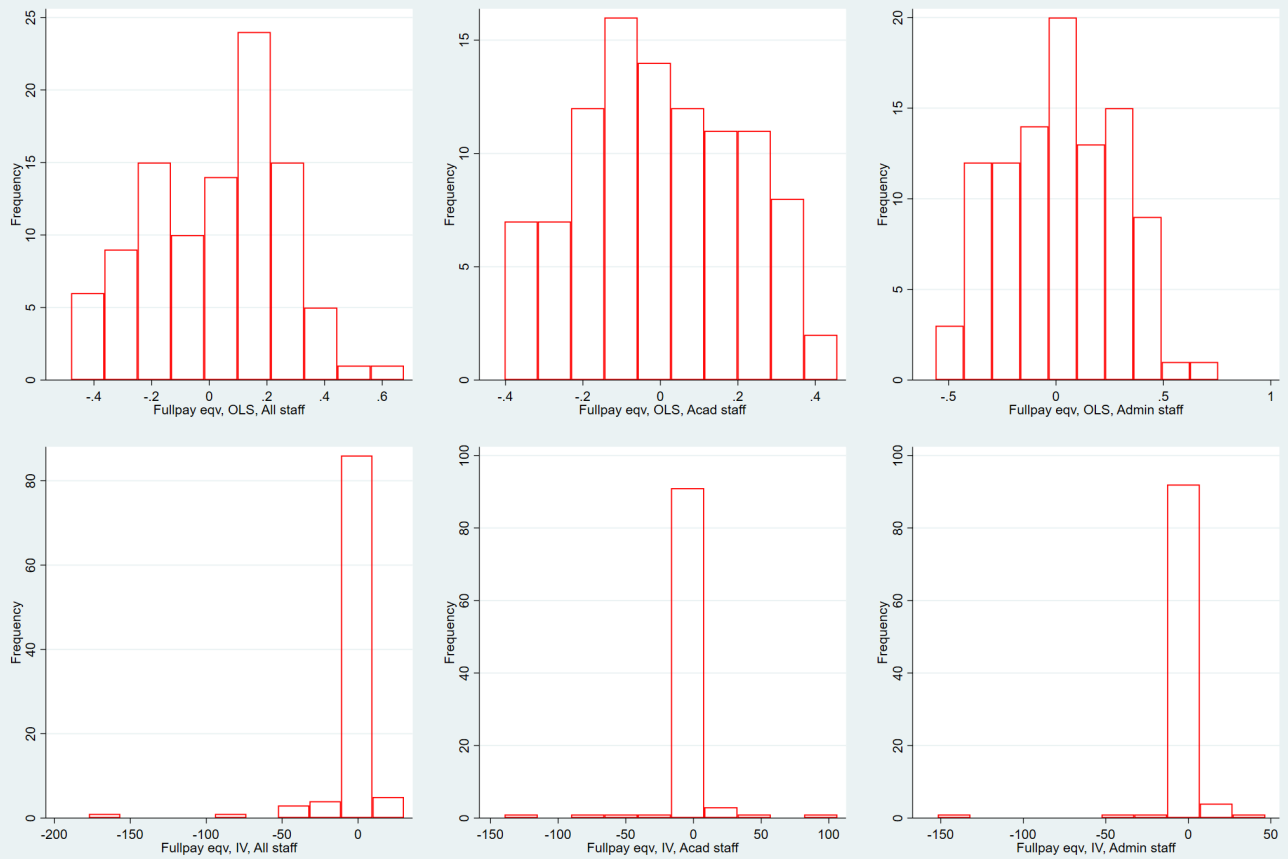 25
20
15
10
5
0
Frequency
-.4 -.2 0 .2 .4 .6
Fullpay eqv, OLS, All staff
15
10
5
0
Frequency
-.4 -.2 0 .2 .4
Fullpay eqv, OLS, Acad staff
20
15
10
5
0
Frequency
-.5 0 .5 1
Fullpay eqv, OLS, Admin staff
80
60
40
20
0
Frequency
-200 -150 -100 -50 0
Fullpay eqv, IV, All staff
100
80
60
40
20
0
Frequency
-150 -100 -50 0 50 100
Fullpay eqv, IV, Acad staff
100
80
60
40
20
0
Frequency
-150 -100 -50 0 50
Fullpay eqv, IV, Admin staff